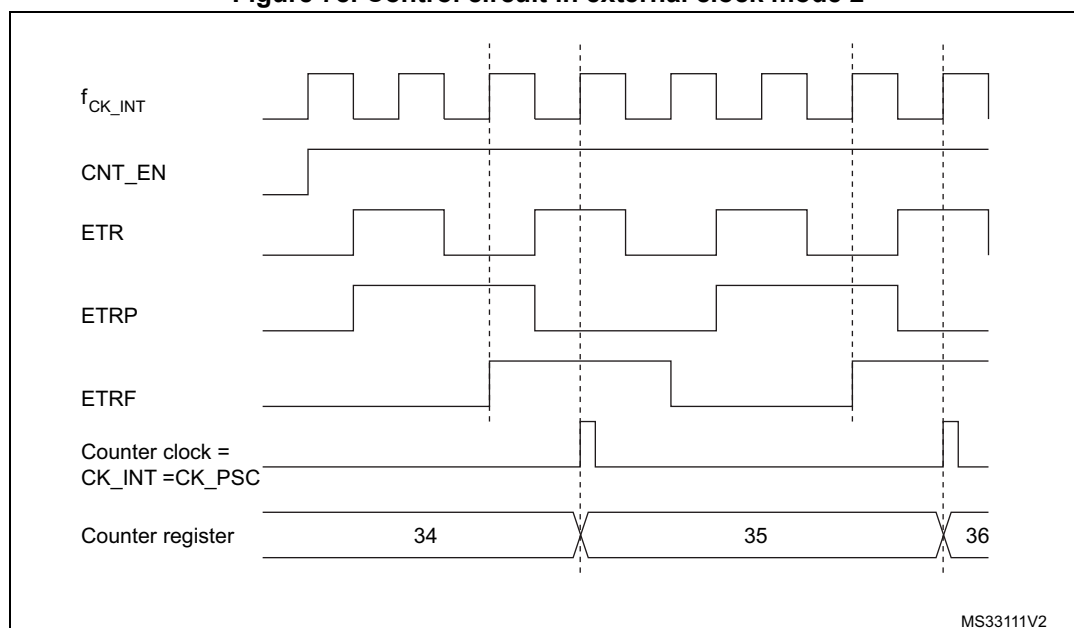 Figure 73. Control circuit in external clock mode 2
f CK_INT
CNT_EN
ETR
ETRP
ETRF
Counter clock =
CK_INT =CK_PSC
Counter register
34
35
36
MS33111V2